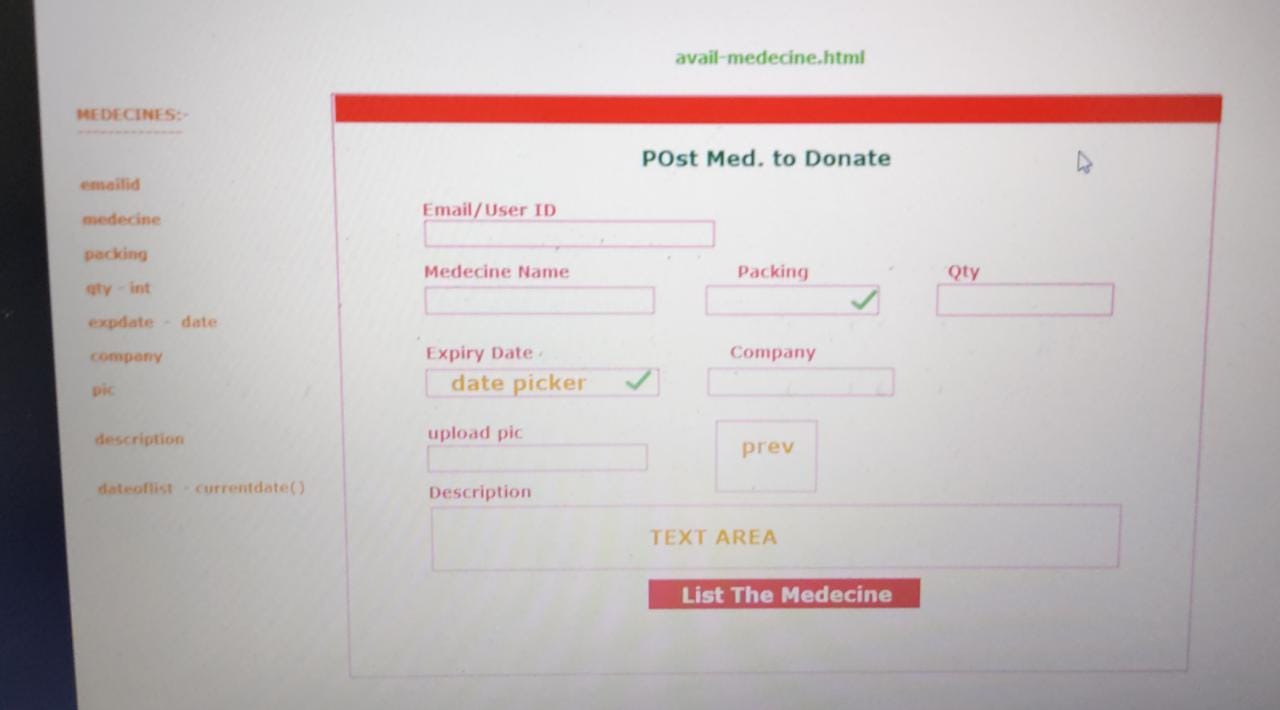 avail-medecine.html
MEDECINES:-
-------------
emailid
medecine
packing
qty - int
expdate - date
company
pic
description
dateoflist - currentdate()
POst Med. to Donate
Email/User ID
Medecine Name Packing Qty
Expiry Date Company
date picker
upload pic
prev
Description
TEXT AREA
List The Medecine